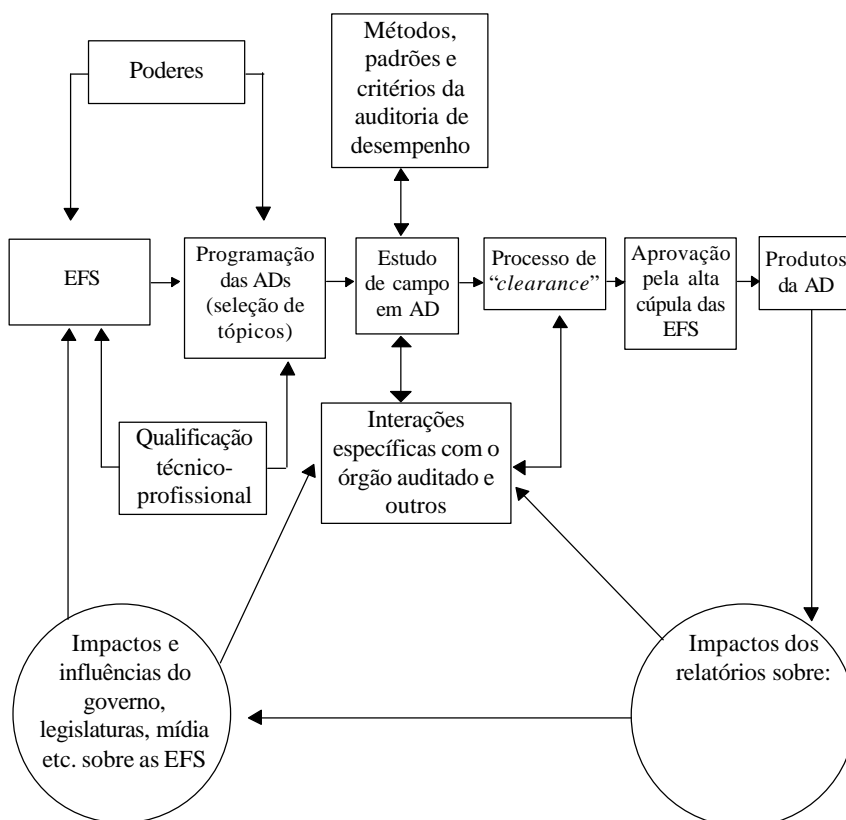 Poderes
Métodos,
padrões e
critérios da
auditoria de
desempenho
EFS
Programação
das ADs
(seleção de
tópicos)
Estudo
de campo
em AD
Processo de
“clearance”
Aprovação
pela alta
cúpula das
EFS
Produtos
da AD
Qualificação
técnico-
profissional
Interações
específicas com o
órgão auditado e
outros
Impactos e
influências do
governo,
legislaturas, mídia
etc. sobre as EFS
Impactos dos
relatórios sobre: